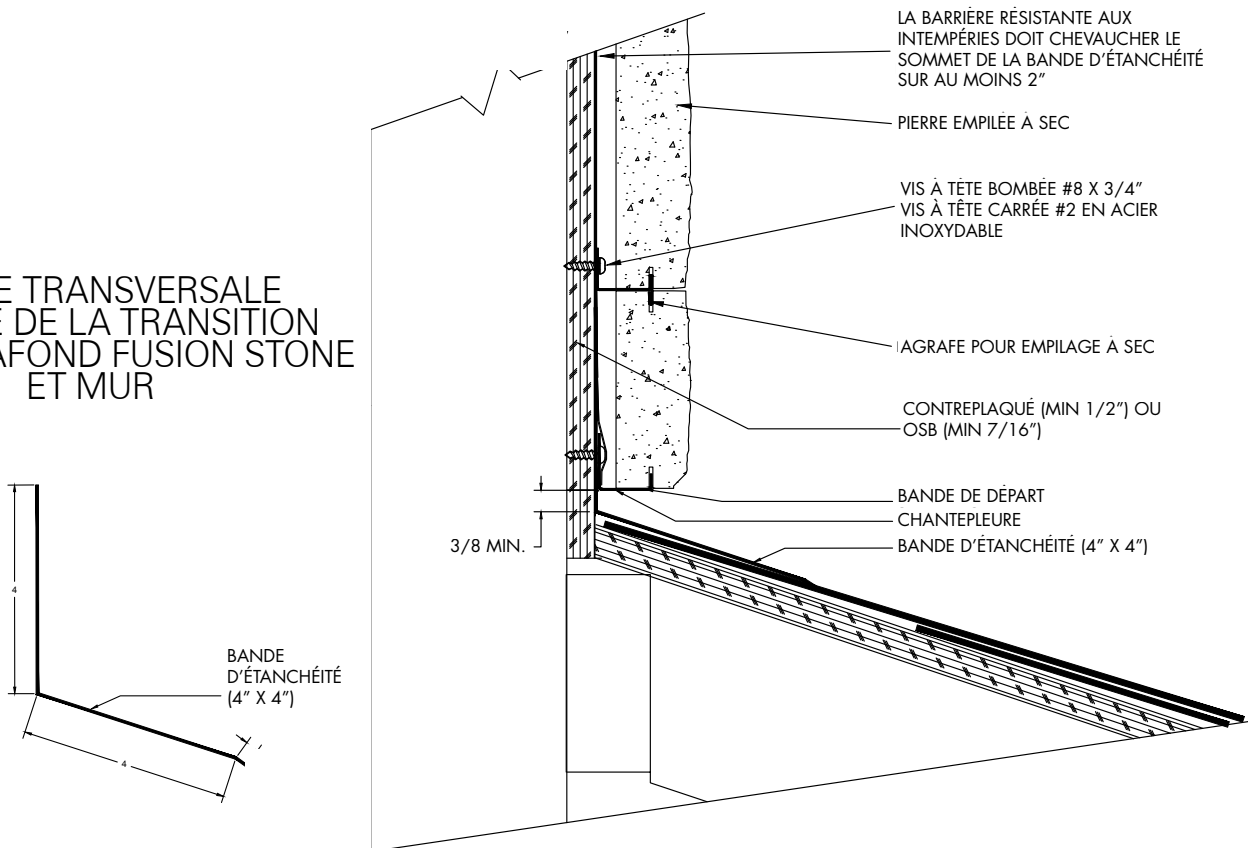 LA BARRIÈRE RÉSISTANTE AUX
INTEMPÉRIES DOIT CHEVAUCHER LE
SOMMET DE LA BANDE D'ÉTANCHÉITÉ
SUR AU MOINS 2"
PIERRE EMPILÉE À SEC
VIS À TÊTE BOMBÉE #8 X 3/4"
VIS À TÊTE CARRÉE #2 EN ACIER
INOXYDABLE
TRANSVERSALE
DE LA TRANSITION
FUSION STONE
ET MUR
AGRAFE POUR EMPILAGE À SEC
CONTREPLAQUÉ (MIN 1/2") OU
OSB (MIN 7/16")
BANDE DE DÉPART
CHANTEPLEURE
BANDE D'ÉTANCHÉITÉ (4" X 4")
3/8 MIN.
4
BANDE
D'ÉTANCHÉITÉ
(4" X 4")
4